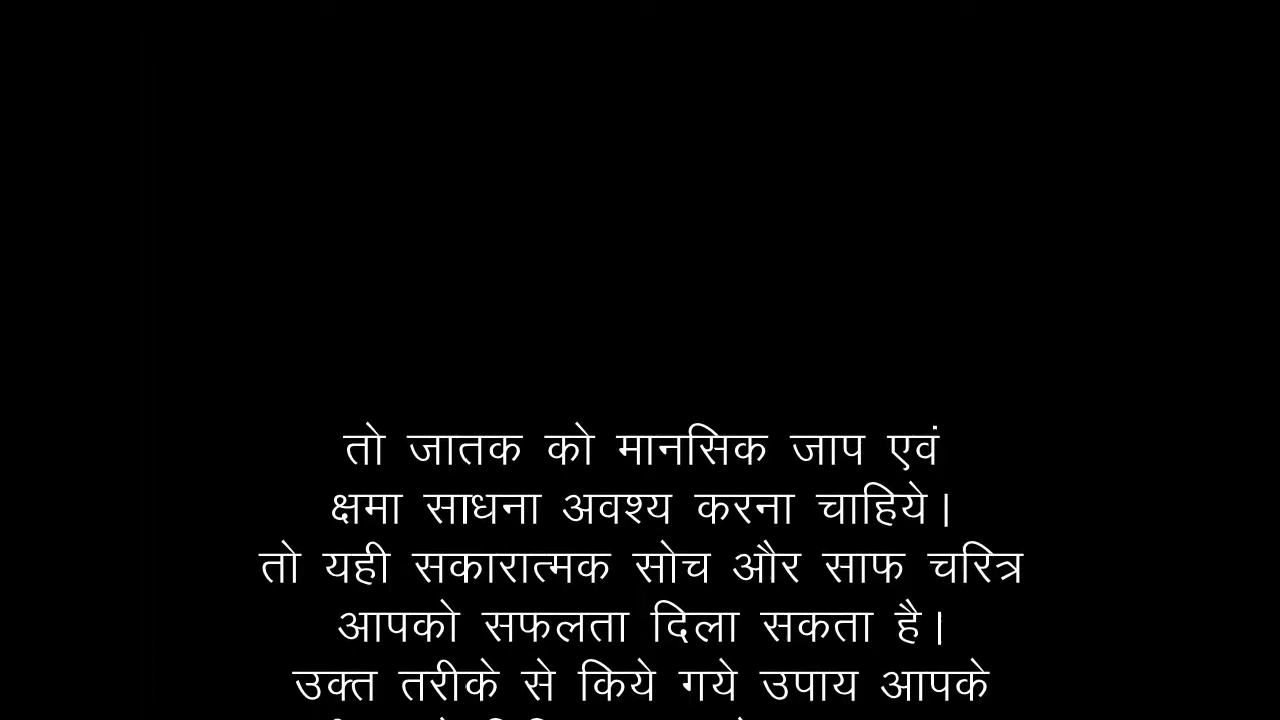 तो जातक को मानसिक जाप एवं
क्षमा साधना अवश्य करना चाहिये।
तो यही सकारात्मक सोच और साफ चरित्र
आपको सफलता दिला सकता है।
उक्त तरीके से किये गये उपाय आपके